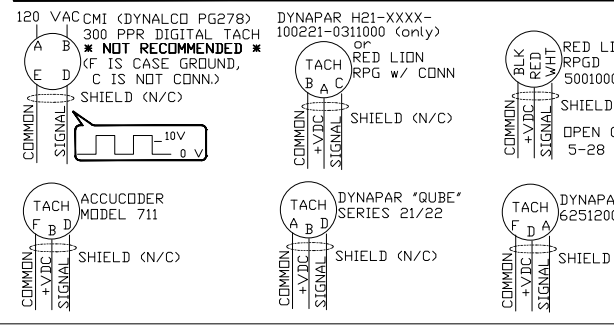 120 VAC
CMI (DYNALCO PG278)
300 PPR DIGITAL TACH
* NOT RECOMMENDED *
(F IS CASE GROUND,
C IS NOT CONN.)
A B
E D
SHIELD (N/C)
COMMON
SIGNAL
10V
0 V
DYNAPAR H21-XXXX-
100221-0311000 (only)
or
RED LION
RPG w/ CONN
TACH
B A C
SHIELD (N/C)
COMMON
+VDC
SIGNAL
BLK
RED
WHT
RED LI
RPGD
5001000
SHIELD
OPEN C
5-28
COMMON
+VDC
SIGNAL
ACCUCODER
MODEL 711
TACH
F B D
SHIELD (N/C)
COMMON
+VDC
SIGNAL
DYNAPAR "QUBE"
SERIES 21/22
TACH
A B D
SHIELD (N/C)
COMMON
+VDC
SIGNAL
DYNAPA
6251200
TACH
F D A
SHIELD
COMMON
+VDC
SIGNAL